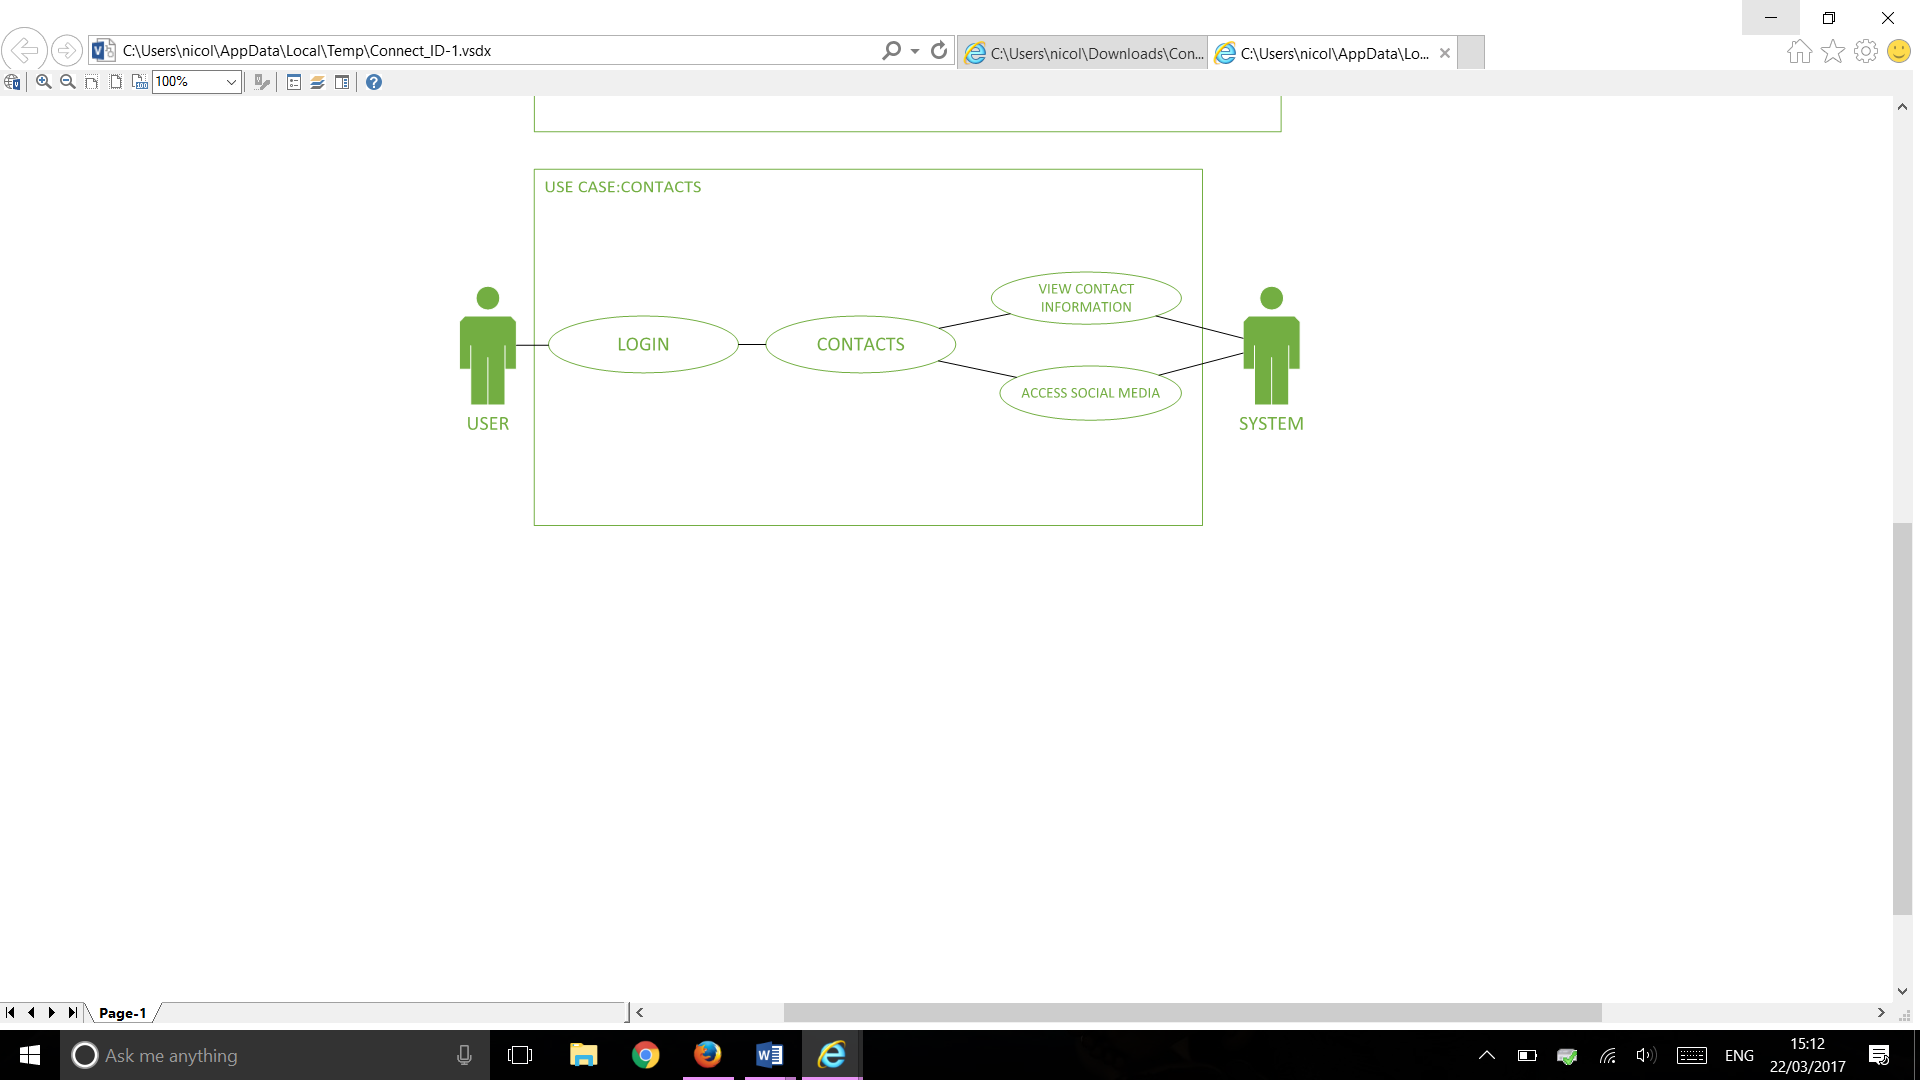 C:\Users\nicol\AppData\Local\Temp\Connect_ID-1.vsdx
C:\Users\nicol\Downloads\Con...
C:\Users\nicol\AppData\Lo...
100%
USE CASE:CONTACTS
VIEW CONTACT
INFORMATION
LOGIN
CONTACTS
ACCESS SOCIAL MEDIA
USER
SYSTEM
Page-1
Ask me anything
ENG
15:12
22/03/2017